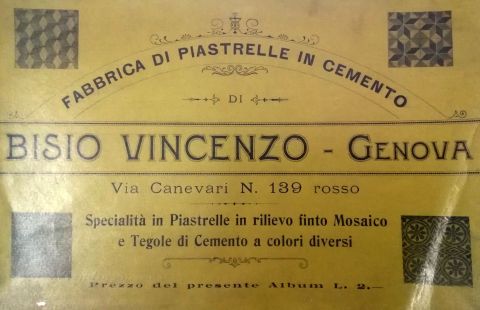 FABBRICA DI PIASTRELLE IN CEMENTO
DI
BISIO VINCENZO - GENOVA
Via Canevari N. 139 rosso
Specialità in Piastrelle in rilievo finto Mosaico
e Tegole di Cemento a colori diversi
Prezzo del presente Album L. 2.—